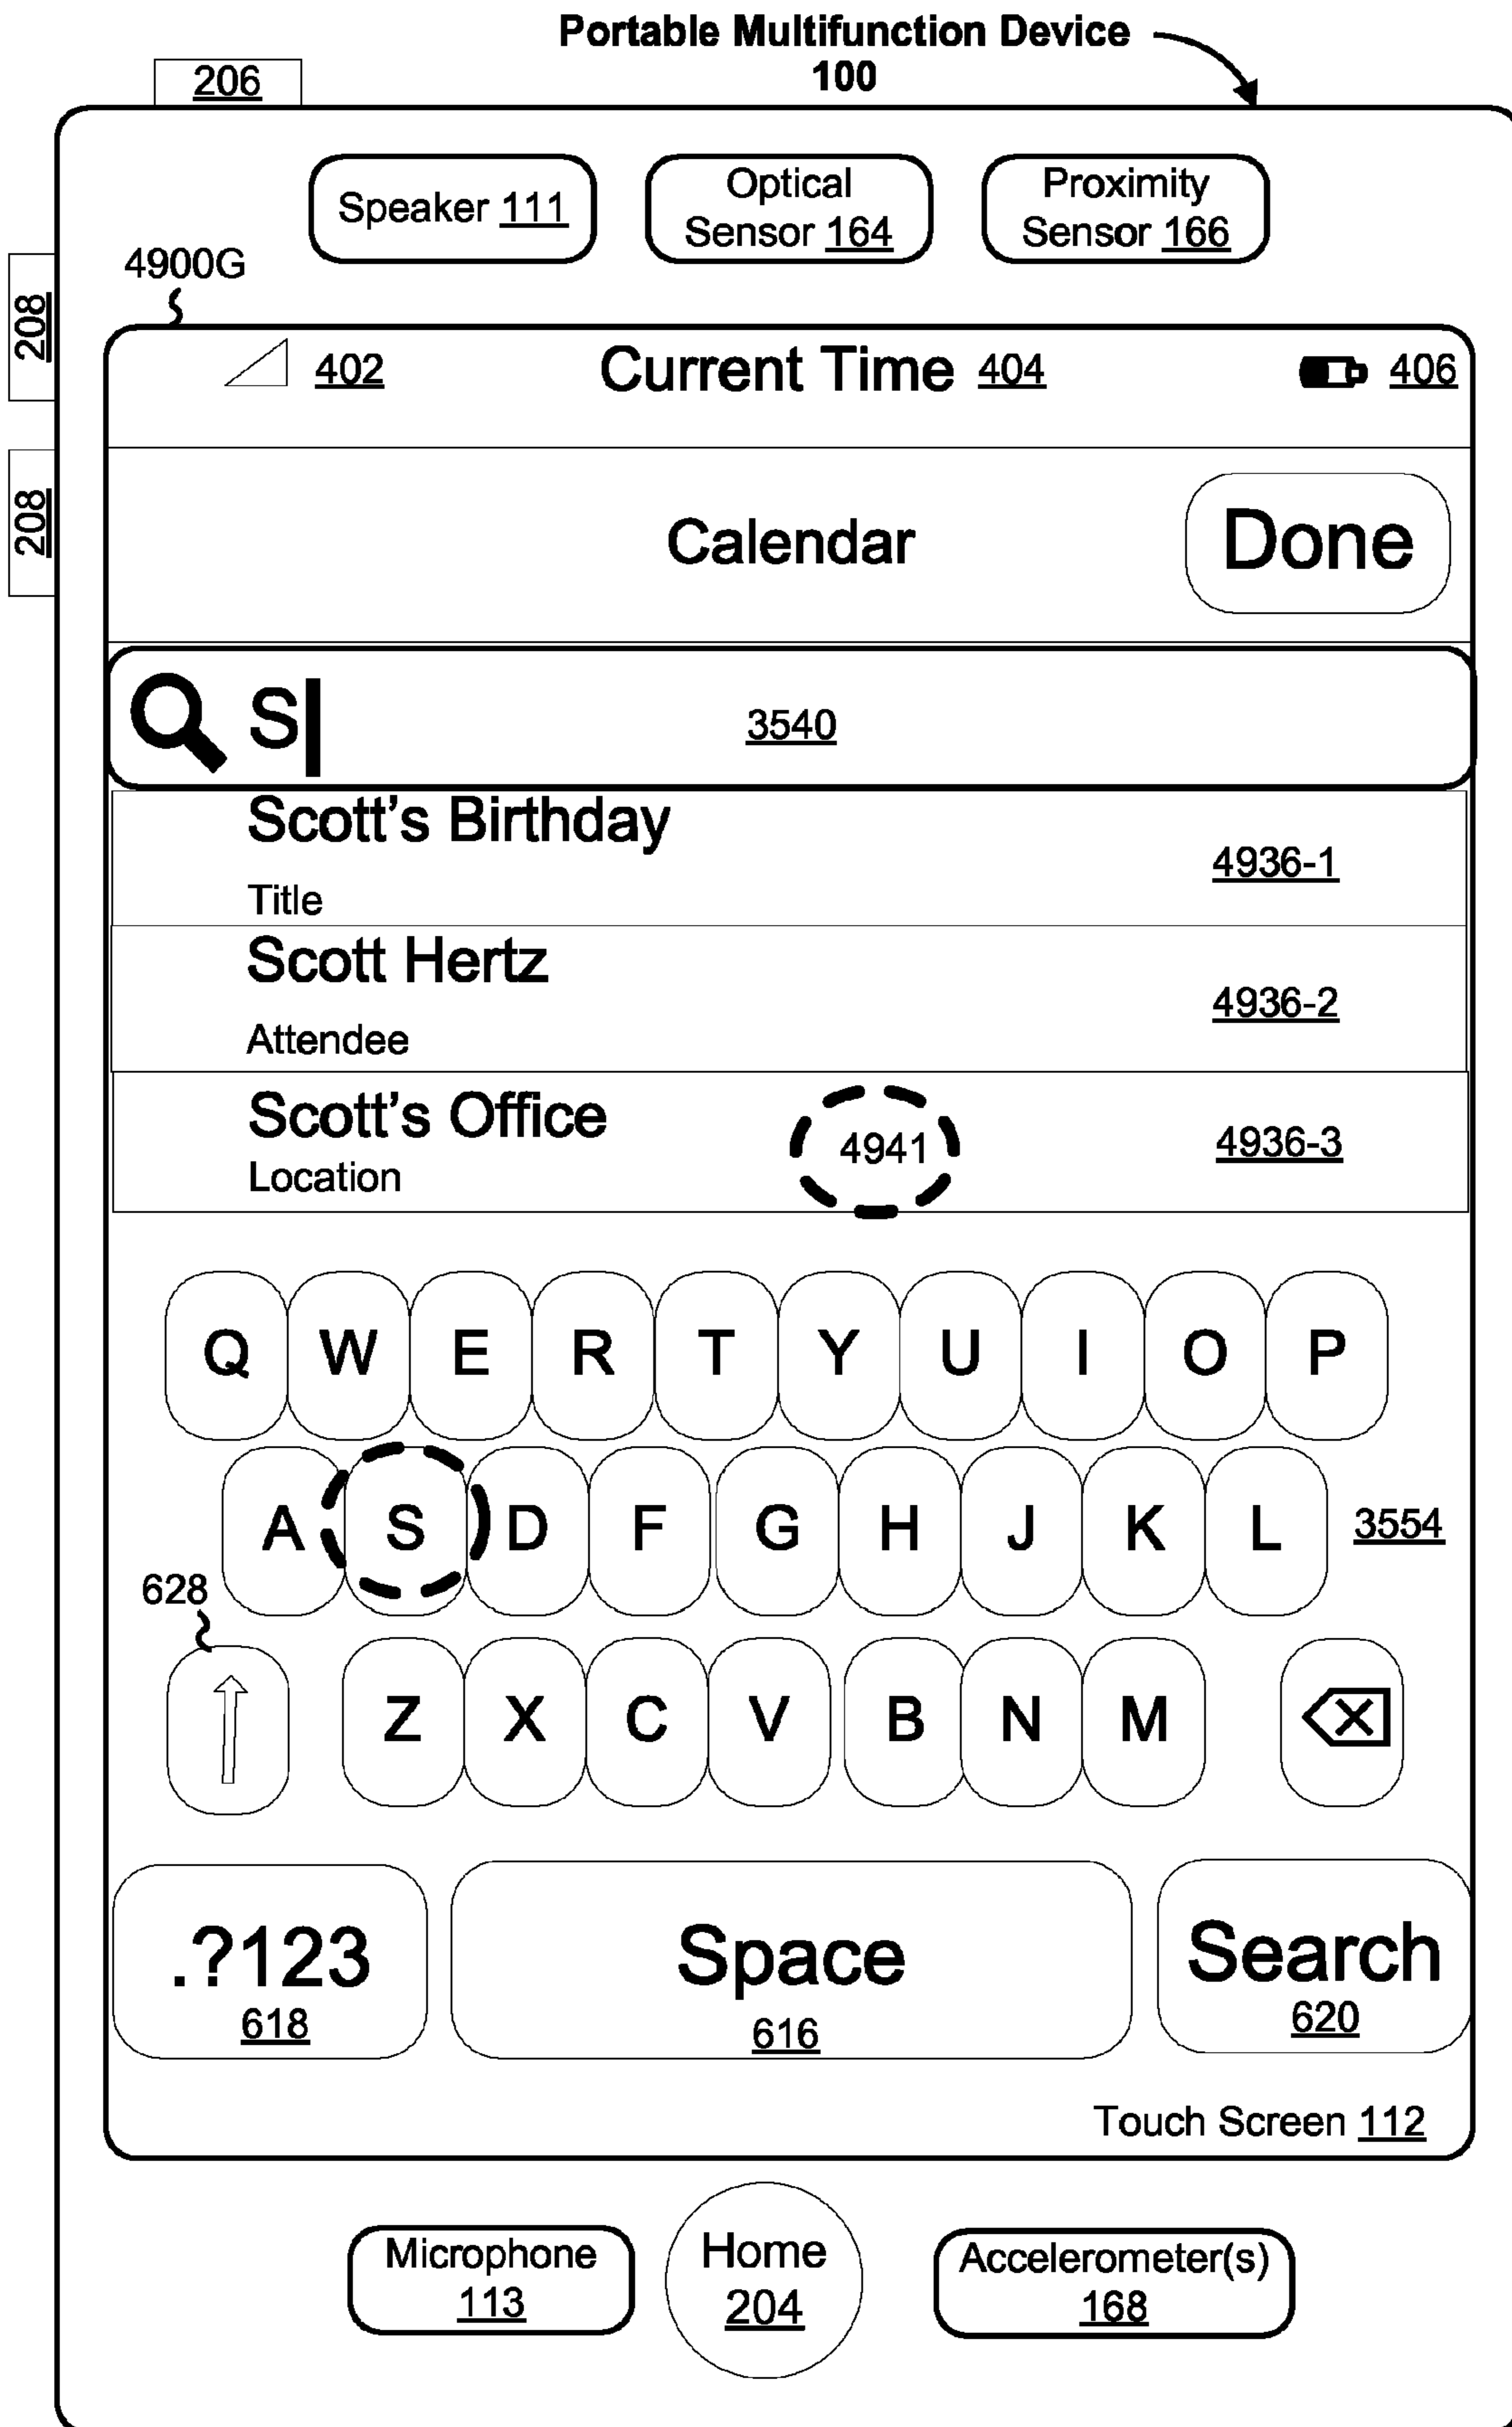 Portable Multifunction Device
100
206
Speaker 111
Optical
Sensor 164
Proximity
Sensor 166
4900G
208
208
402
Current Time 404
406
Calendar
Done
S
3540
Scott’s Birthday
4936-1
Title
Scott Hertz
4936-2
Attendee
Scott’s Office
4941
4936-3
Location
Q W E R T Y U I O P
A S D F G H J K L
3554
628
Z X C V B N M
.?123
618
Space
616
Search
620
Touch Screen 112
Microphone
113
Home
204
Accelerometer(s)
168